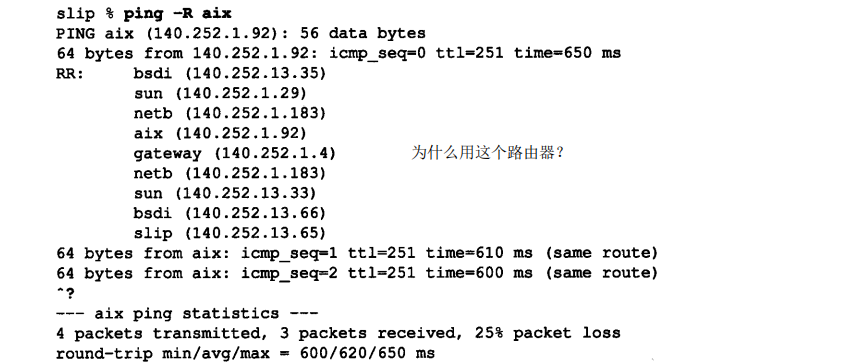 slip % ping -R aix
PING aix (140.252.1.92): 56 data bytes
64 bytes from 140.252.1.92: icmp_seq=0 ttl=251 time=650 ms
RR: bsdi (140.252.13.35)
sun (140.252.1.29)
netb (140.252.1.183)
aix (140.252.1.92)
gateway (140.252.1.4) 为什么用这个路由器?
netb (140.252.1.183)
sun (140.252.13.33)
bsdi (140.252.13.66)
slip (140.252.13.65)
64 bytes from aix: icmp_seq=1 ttl=251 time=610 ms (same route)
64 bytes from aix: icmp_seq=2 ttl=251 time=600 ms (same route)
^?
--- aix ping statistics ---
4 packets transmitted, 3 packets received, 25% packet loss
round-trip min/avg/max = 600/620/650 ms